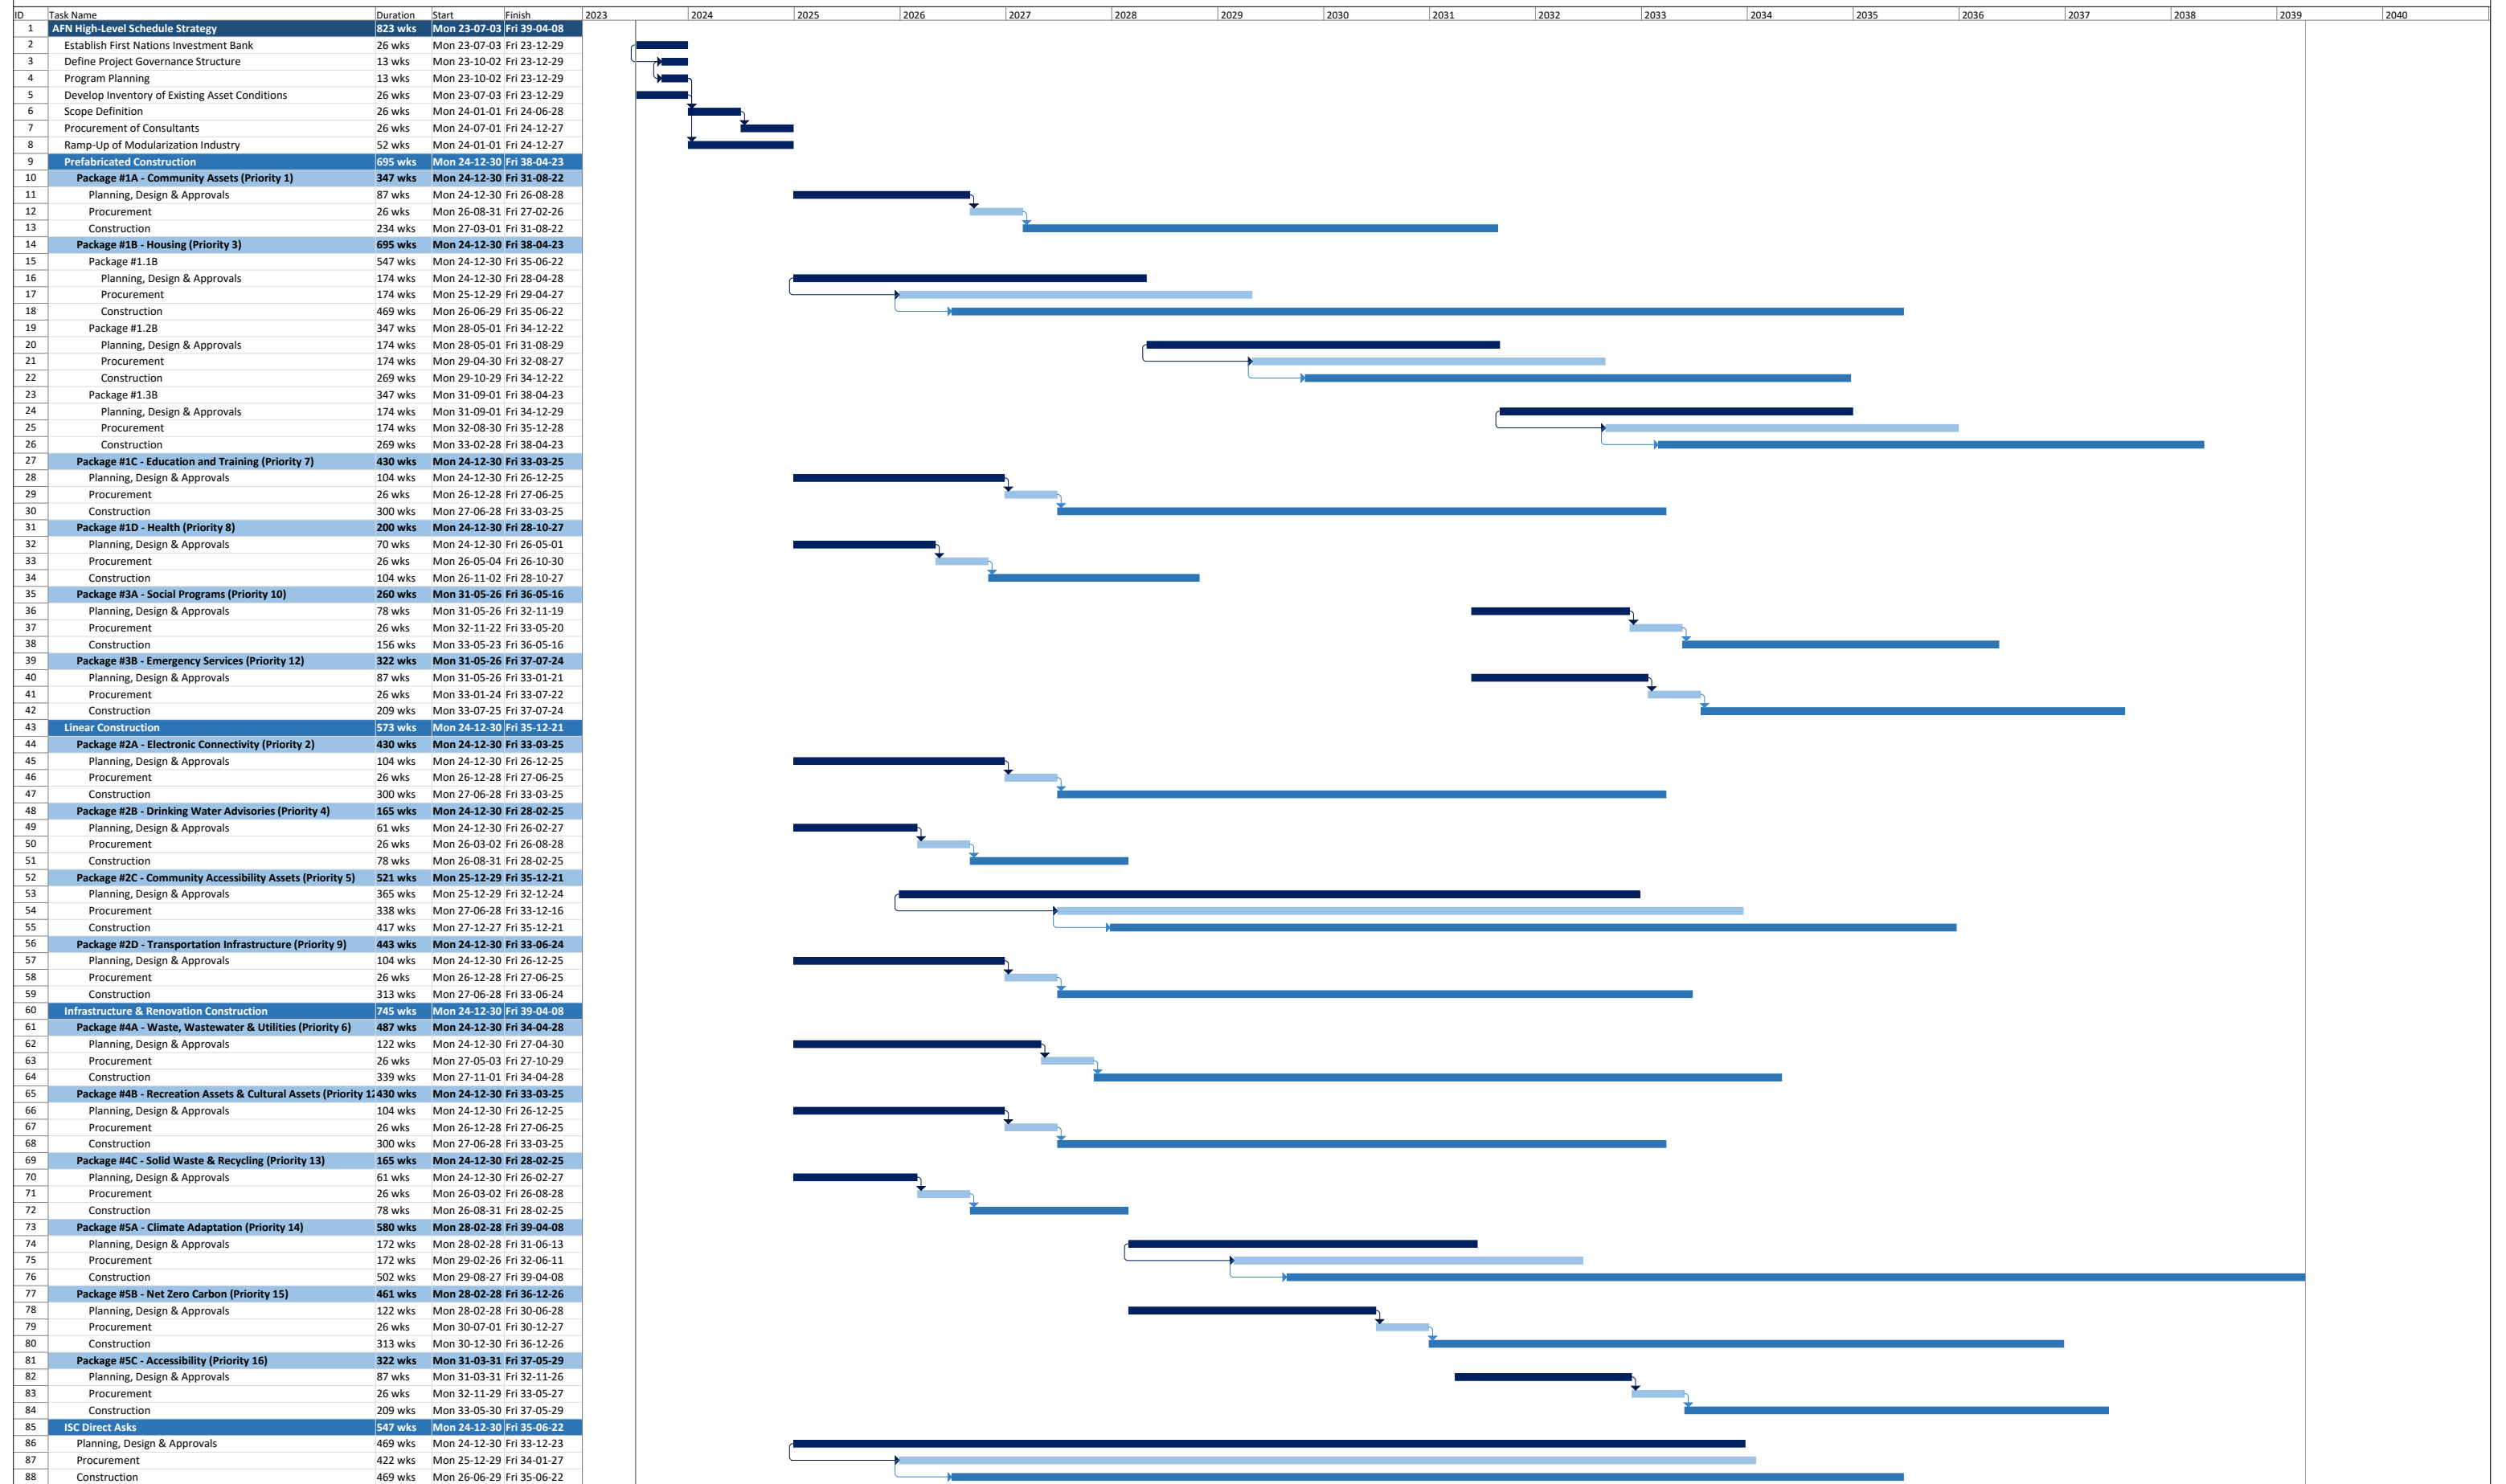 ID Task Name Duration Start Finish 2023 2024 2025 2026 2027 2028 2029 2030 2031 2032 2033 2034 2035 2036 2037 2038 2039 2040
1 AFN High-Level Schedule Strategy 823 wks Mon 23-07-03 Fri 39-04-08
2 Establish First Nations Investment Bank 26 wks Mon 23-07-03 Fri 23-12-29
3 Define Project Governance Structure 13 wks Mon 23-10-02 Fri 23-12-29
4 Program Planning 13 wks Mon 23-10-02 Fri 23-12-29
5 Develop Inventory of Existing Asset Conditions 26 wks Mon 23-07-03 Fri 23-12-29
6 Scope Definition 26 wks Mon 24-01-01 Fri 24-06-28
7 Procurement of Consultants 26 wks Mon 24-07-01 Fri 24-12-27
8 Ramp-Up of Modularization Industry 52 wks Mon 24-01-01 Fri 24-12-27
9 Prefabricated Construction 695 wks Mon 24-12-30 Fri 38-04-23
10 Package #1A - Community Assets (Priority 1) 347 wks Mon 24-12-30 Fri 31-08-22
11 Planning, Design & Approvals 87 wks Mon 24-12-30 Fri 26-08-28
12 Procurement 26 wks Mon 26-08-31 Fri 27-02-26
13 Construction 234 wks Mon 27-03-01 Fri 31-08-22
14 Package #1B - Housing (Priority 3) 695 wks Mon 24-12-30 Fri 38-04-23
15 Package #1.1B 547 wks Mon 24-12-30 Fri 35-06-22
16 Planning, Design & Approvals 174 wks Mon 24-12-30 Fri 28-04-28
17 Procurement 174 wks Mon 25-12-29 Fri 29-04-27
18 Construction 469 wks Mon 26-06-29 Fri 35-06-22
19 Package #1.2B 347 wks Mon 28-05-01 Fri 34-12-22
20 Planning, Design & Approvals 174 wks Mon 28-05-01 Fri 31-08-29
21 Procurement 174 wks Mon 29-04-30 Fri 32-08-27
22 Construction 269 wks Mon 29-10-29 Fri 34-12-22
23 Package #1.3B 347 wks Mon 31-09-01 Fri 38-04-23
24 Planning, Design & Approvals 174 wks Mon 31-09-01 Fri 34-12-29
25 Procurement 174 wks Mon 32-08-30 Fri 35-12-28
26 Construction 269 wks Mon 33-02-28 Fri 38-04-23
27 Package #1C - Education and Training (Priority 7) 430 wks Mon 24-12-30 Fri 33-03-25
28 Planning, Design & Approvals 104 wks Mon 24-12-30 Fri 26-12-25
29 Procurement 26 wks Mon 26-12-28 Fri 27-06-25
30 Construction 300 wks Mon 27-06-28 Fri 33-03-25
31 Package #1D - Health (Priority 8) 200 wks Mon 24-12-30 Fri 28-10-27
32 Planning, Design & Approvals 70 wks Mon 24-12-30 Fri 26-05-01
33 Procurement 26 wks Mon 26-05-04 Fri 26-10-30
34 Construction 104 wks Mon 26-11-02 Fri 28-10-27
35 Package #3A - Social Programs (Priority 10) 260 wks Mon 31-05-26 Fri 36-05-16
36 Planning, Design & Approvals 78 wks Mon 31-05-26 Fri 32-11-19
37 Procurement 26 wks Mon 32-11-22 Fri 33-05-20
38 Construction 156 wks Mon 33-05-23 Fri 36-05-16
39 Package #3B - Emergency Services (Priority 12) 322 wks Mon 31-05-26 Fri 37-07-24
40 Planning, Design & Approvals 87 wks Mon 31-05-26 Fri 33-01-21
41 Procurement 26 wks Mon 33-01-24 Fri 33-07-22
42 Construction 209 wks Mon 33-07-25 Fri 37-07-24
43 Linear Construction 573 wks Mon 24-12-30 Fri 35-12-21
44 Package #2A - Electronic Connectivity (Priority 2) 430 wks Mon 24-12-30 Fri 33-03-25
45 Planning, Design & Approvals 104 wks Mon 24-12-30 Fri 26-12-25
46 Procurement 26 wks Mon 26-12-28 Fri 27-06-25
47 Construction 300 wks Mon 27-06-28 Fri 33-03-25
48 Package #2B - Drinking Water Advisories (Priority 4) 165 wks Mon 24-12-30 Fri 28-02-25
49 Planning, Design & Approvals 61 wks Mon 24-12-30 Fri 26-02-27
50 Procurement 26 wks Mon 26-03-02 Fri 26-08-28
51 Construction 78 wks Mon 26-08-31 Fri 28-02-25
52 Package #2C - Community Accessibility Assets (Priority 5) 521 wks Mon 25-12-29 Fri 35-12-21
53 Planning, Design & Approvals 365 wks Mon 25-12-29 Fri 32-12-24
54 Procurement 338 wks Mon 27-06-28 Fri 33-12-16
55 Construction 417 wks Mon 27-12-27 Fri 35-12-21
56 Package #2D - Transportation Infrastructure (Priority 9) 443 wks Mon 24-12-30 Fri 33-06-24
57 Planning, Design & Approvals 104 wks Mon 24-12-30 Fri 26-12-25
58 Procurement 26 wks Mon 26-12-28 Fri 27-06-25
59 Construction 313 wks Mon 27-06-28 Fri 33-06-24
60 Infrastructure & Renovation Construction 745 wks Mon 24-12-30 Fri 39-04-08
61 Package #4A - Waste, Wastewater & Utilities (Priority 6) 487 wks Mon 24-12-30 Fri 34-04-28
62 Planning, Design & Approvals 122 wks Mon 24-12-30 Fri 27-04-30
63 Procurement 26 wks Mon 27-05-03 Fri 27-10-29
64 Construction 339 wks Mon 27-11-01 Fri 34-04-28
65 Package #4B - Recreation Assets & Cultural Assets (Priority 12 430 wks Mon 24-12-30 Fri 33-03-25
66 Planning, Design & Approvals 104 wks Mon 24-12-30 Fri 26-12-25
67 Procurement 26 wks Mon 26-12-28 Fri 27-06-25
68 Construction 300 wks Mon 27-06-28 Fri 33-03-25
69 Package #4C - Solid Waste & Recycling (Priority 13) 165 wks Mon 24-12-30 Fri 28-02-25
70 Planning, Design & Approvals 61 wks Mon 24-12-30 Fri 26-02-27
71 Procurement 26 wks Mon 26-03-02 Fri 26-08-28
72 Construction 78 wks Mon 26-08-31 Fri 28-02-25
73 Package #5A - Climate Adaptation (Priority 14) 580 wks Mon 28-02-28 Fri 39-04-08
74 Planning, Design & Approvals 172 wks Mon 28-02-28 Fri 31-06-13
75 Procurement 172 wks Mon 29-02-26 Fri 32-06-11
76 Construction 502 wks Mon 29-08-27 Fri 39-04-08
77 Package #5B - Net Zero Carbon (Priority 15) 461 wks Mon 28-02-28 Fri 36-12-26
78 Planning, Design & Approvals 122 wks Mon 28-02-28 Fri 30-06-28
79 Procurement 26 wks Mon 30-07-01 Fri 30-12-27
80 Construction 313 wks Mon 30-12-30 Fri 36-12-26
81 Package #5C - Accessibility (Priority 16) 322 wks Mon 31-03-31 Fri 37-05-29
82 Planning, Design & Approvals 87 wks Mon 31-03-31 Fri 32-11-26
83 Procurement 26 wks Mon 32-11-29 Fri 33-05-27
84 Construction 209 wks Mon 33-05-30 Fri 37-05-29
85 ISC Direct Asks 547 wks Mon 24-12-30 Fri 35-06-22
86 Planning, Design & Approvals 469 wks Mon 24-12-30 Fri 33-12-23
87 Procurement 422 wks Mon 25-12-29 Fri 34-01-27
88 Construction 469 wks Mon 26-06-29 Fri 35-06-22